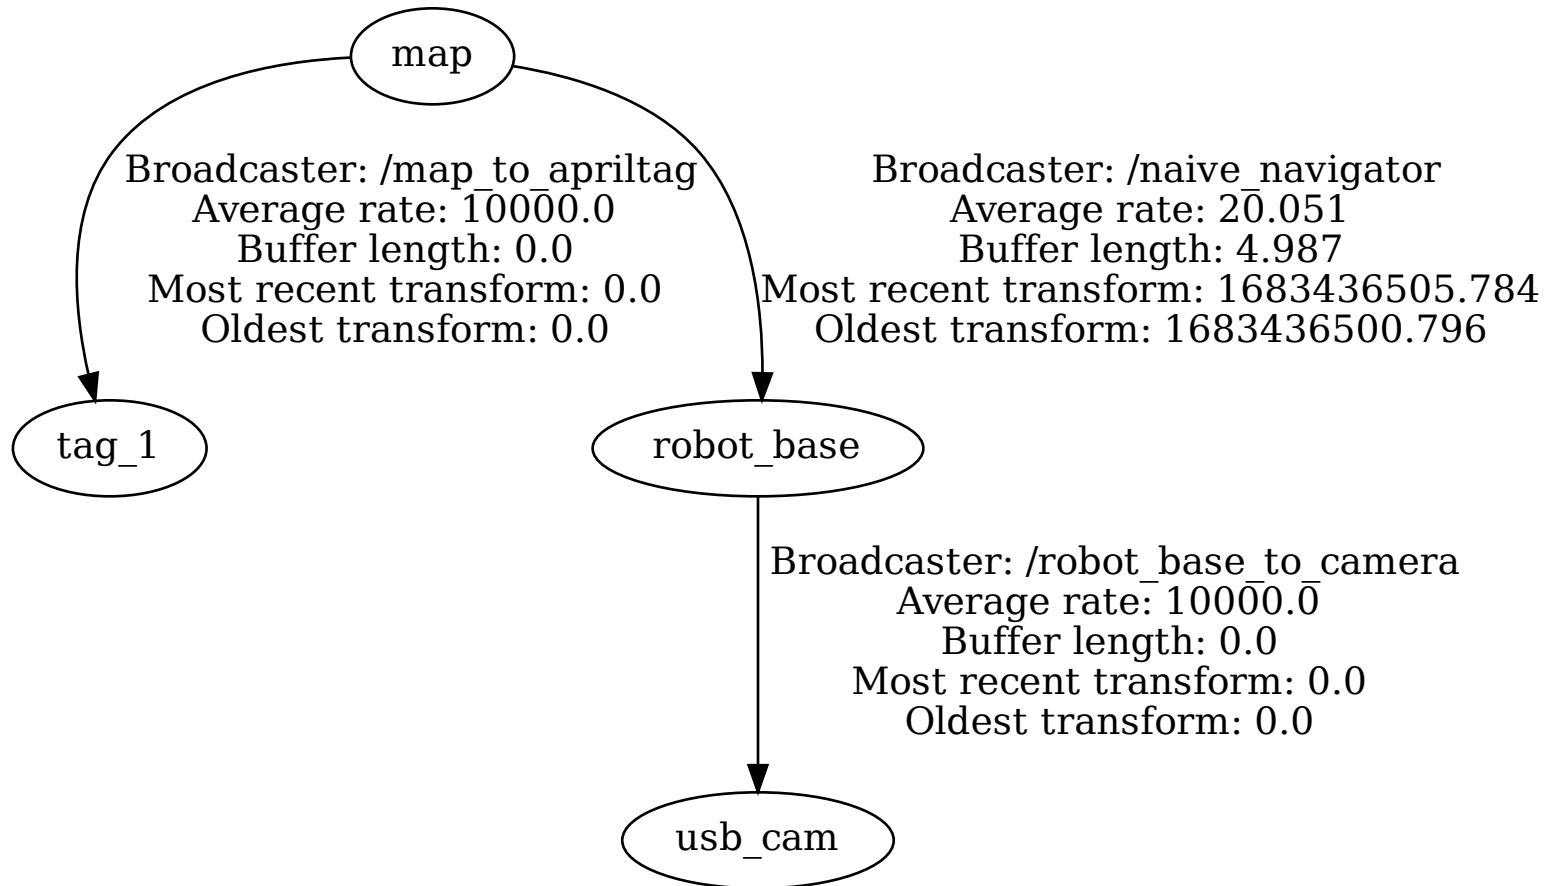 map
Broadcaster: /map_to_apriltag
Average rate: 10000.0
Buffer length: 0.0
Most recent transform: 0.0
Oldest transform: 0.0
Broadcaster: /naive_navigator
Average rate: 20.051
Buffer length: 4.987
Most recent transform: 1683436505.784
Oldest transform: 1683436500.796
tag_1
robot_base
Broadcaster: /robot_base_to_camera
Average rate: 10000.0
Buffer length: 0.0
Most recent transform: 0.0
Oldest transform: 0.0
usb_cam